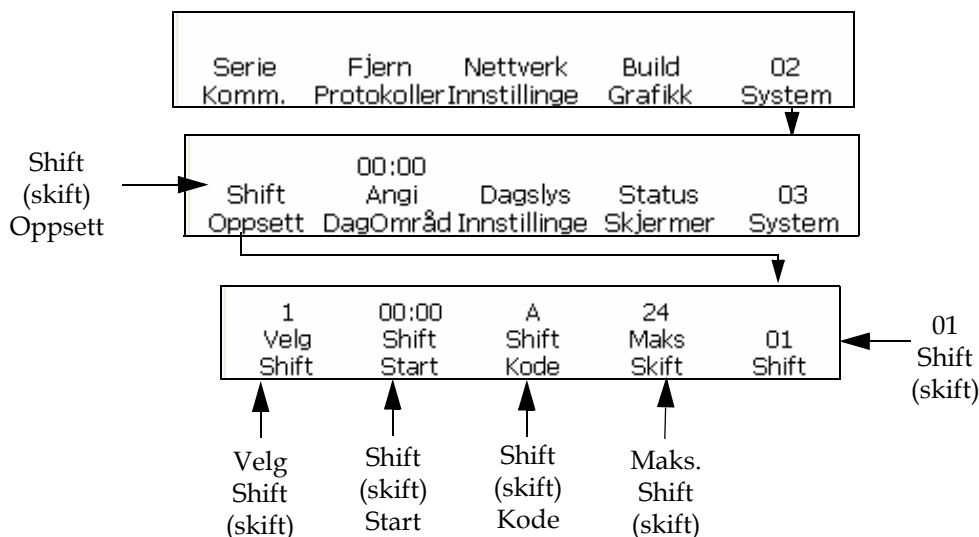 Serie Fjern Nettverk Build 02
Komm. Protokoller Innstillinge Grafikk System
Shift
(skift)
Oppsett
00:00
Shift Angi Dagslys Status 03
Oppsett DagOmråd Innstillinge Skjermer System
1 00:00 A 24
Velg Shift Shift Maks 01
Shift Start Kode Skift Shift
01
Shift
(skift)
Velg
Shift
(skift)
Shift
(skift)
Start
Shift
(skift)
Kode
Maks.
Shift
(skift)